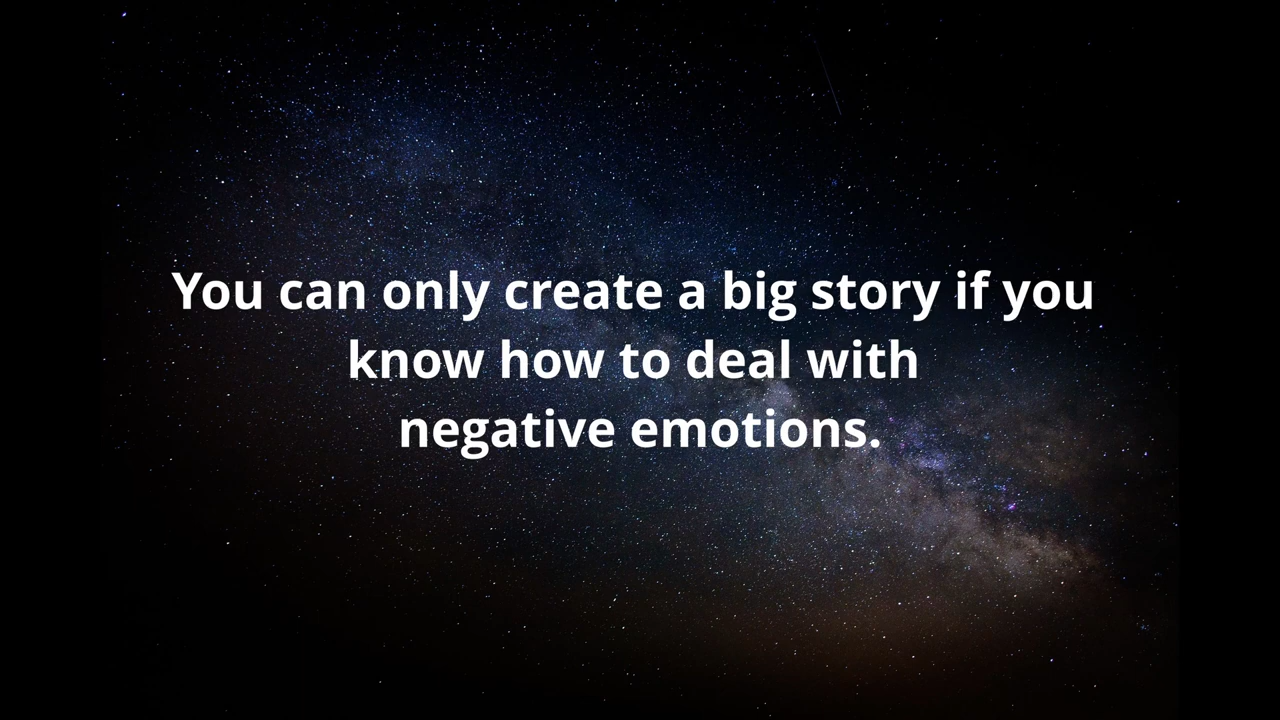 You can only create a big story if you
know how to deal with
negative emotions.